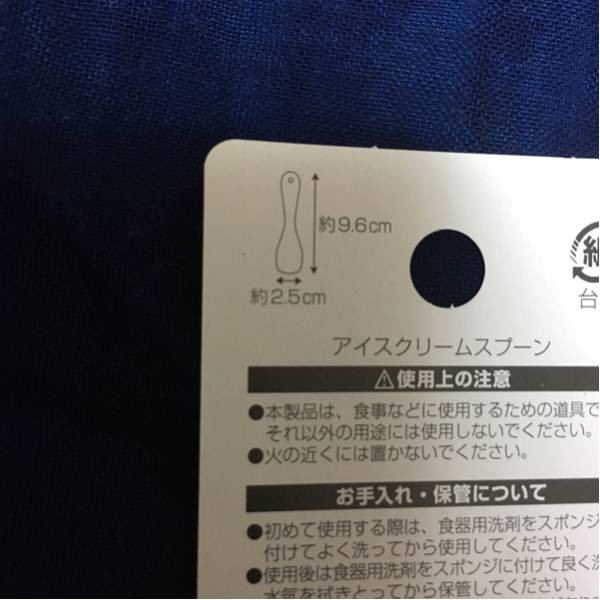 約9.6cm
約2.5cm
紙
台
アイスクリームスプーン
⚠使用上の注意
●本製品は、食事などに使用するための道具で
それ以外の用途には使用しないでください。
●火の近くには置かないでください。
お手入れ・保管について
●初めて使用する際は、食器用洗剤をスポンジ
付けてよく洗ってから使用してください。
●使用後は食器用洗剤をスポンジに付けて良く洗
水気を拭きとってから保管してください。